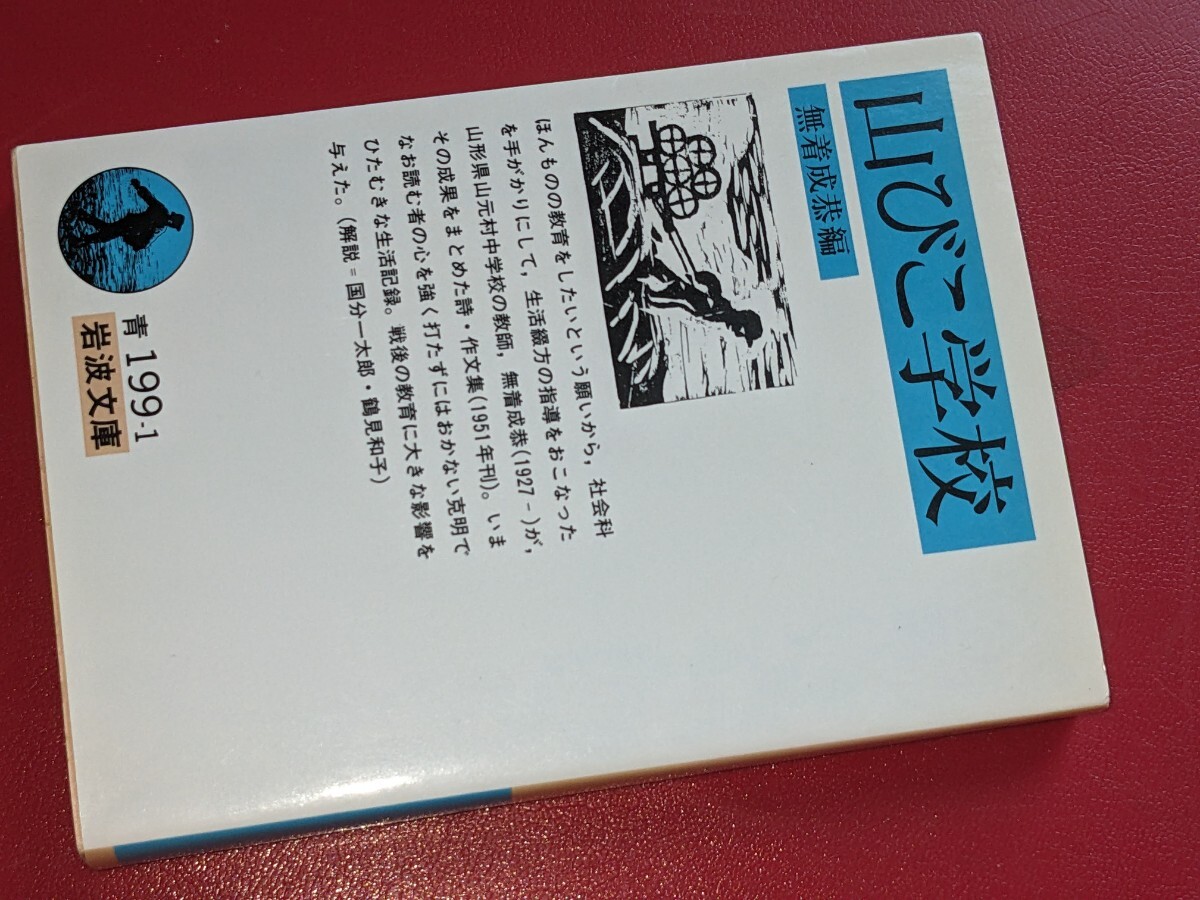 山びこ学校
無着成恭編
ほんものの教育をしたいという願いから，社会科
を手がかりにして，生活綴方の指導をおこなった
山形県山元村中学校の教師，無着成恭(1927－)が，
その成果をまとめた詩・作文集(1951年刊)。いま
なお読む者の心を強く打たずにはおかない克明で
ひたむきな生活記録。戦後の教育に大きな影響を
与えた。(解説＝国分一太郎・鶴見和子)
青 199-1
岩波文庫